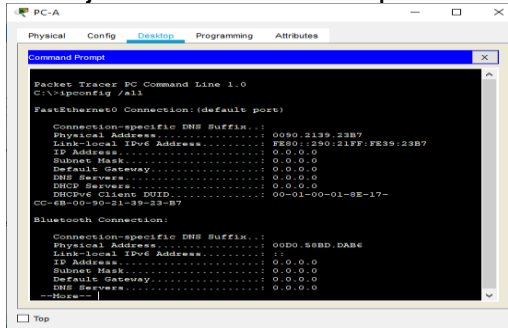 PC-A
Physical Config Desktop Programming Attributes
Command Prompt X
Packet Tracer PC Command Line 1.0
C:\>ipconfig /all
FastEthernet0 Connection:(default port)
Connection-specific DNS Suffix..:
Physical Address................: 0090.2139.23B7
Link-local IPv6 Address.........: FE80::290:21FF:FE39:23B7
IP Address......................: 0.0.0.0
Subnet Mask.....................: 0.0.0.0
Default Gateway.................: 0.0.0.0
DNS Servers.....................: 0.0.0.0
DHCP Servers....................: 0.0.0.0
DHCPv6 Client DUID..............: 00-01-00-01-8E-17-
CC-6B-00-90-21-39-23-B7
Bluetooth Connection:
Connection-specific DNS Suffix..:
Physical Address................: 00D0.58BD.DAB6
Link-local IPv6 Address.........: ::
IP Address......................: 0.0.0.0
Subnet Mask.....................: 0.0.0.0
Default Gateway.................: 0.0.0.0
DNS Servers.....................: 0.0.0.0
--More--
Top